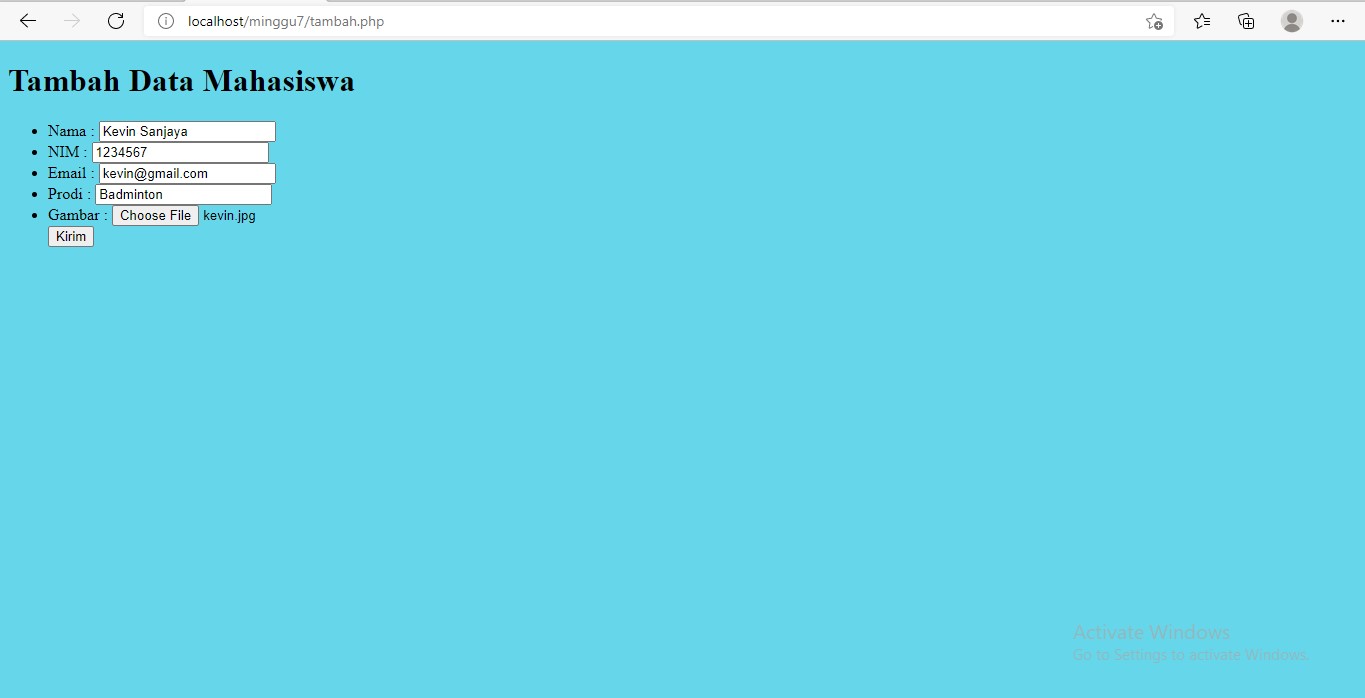 localhost/minggu7/tambah.php
Tambah Data Mahasiswa
Nama : Kevin Sanjaya
NIM : 1234567
Email : kevin@gmail.com
Prodi : Badminton
Gambar : Choose File kevin.jpg
Kirim
Activate Windows
Go to Settings to activate Windows.